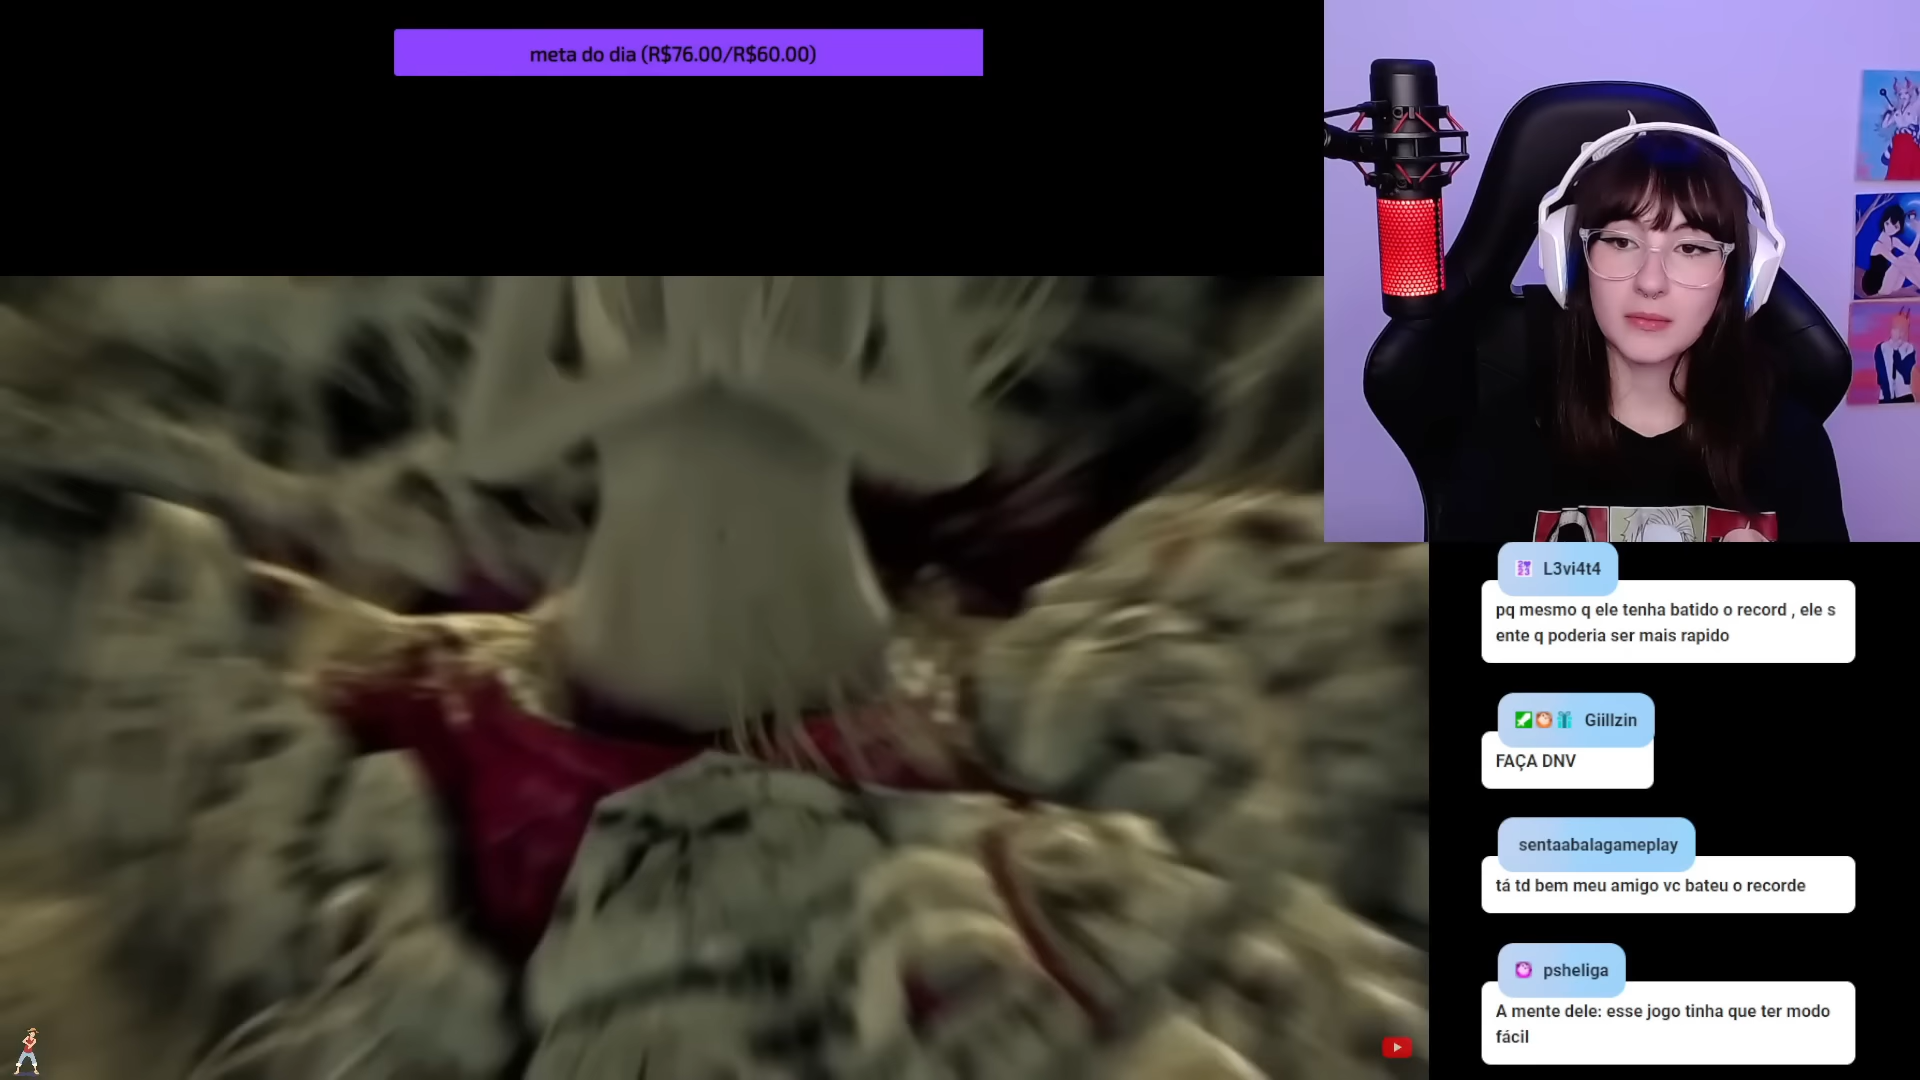 meta do dia (R$76.00/R$60.00)
L3vi4t4
pq mesmo q ele tenha batido o record , ele s
ente q poderia ser mais rapido
Giillzin
FAÇA DNV
sentaabalagameplay
tá td bem meu amigo vc bateu o recorde
psheliga
A mente dele: esse jogo tinha que ter modo
fácil